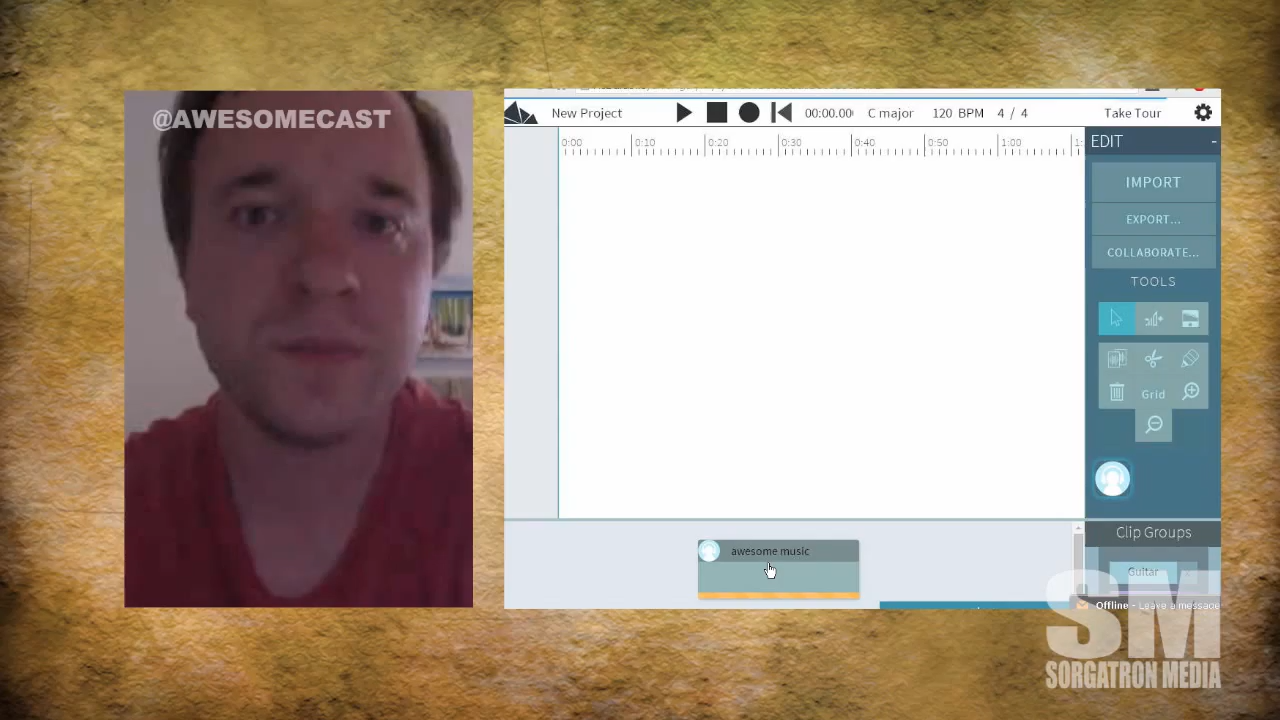 @AWESOMECAST
New Project
00:00.00
C major
120 BPM
4 / 4
Take Tour
0:00
0:10
0:20
0:30
0:40
0:50
1:00
EDIT
-
IMPORT
EXPORT...
COLLABORATE...
TOOLS
Grid
awesome music
Clip Groups
Guitar
Offline - Leave a message
SM
SORGATRON MEDIA